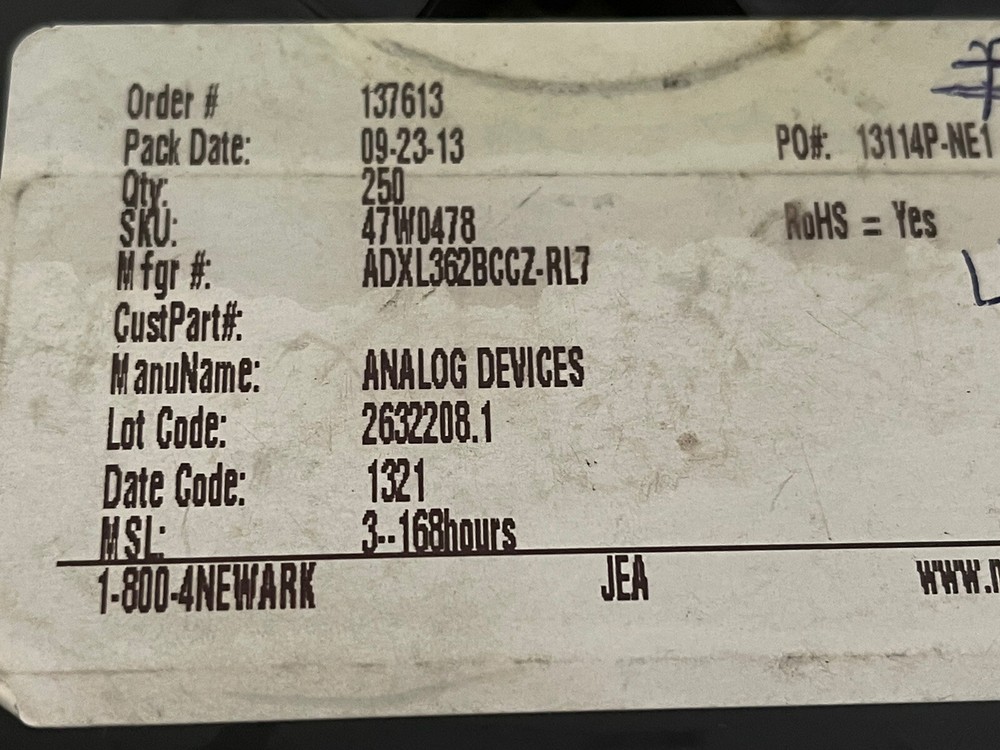 Order # 137613
Pack Date: 09-23-13 PO#: 13114P-NE1
Qty: 250
SKU: 47W0478 RoHS = Yes
Mfgr #: ADXL362BCCZ-RL7
CustPart#:
ManuName: ANALOG DEVICES
Lot Code: 2632208.1
Date Code: 1321
MSL: 3--168hours
1-800-4NEWARK JEA www.n